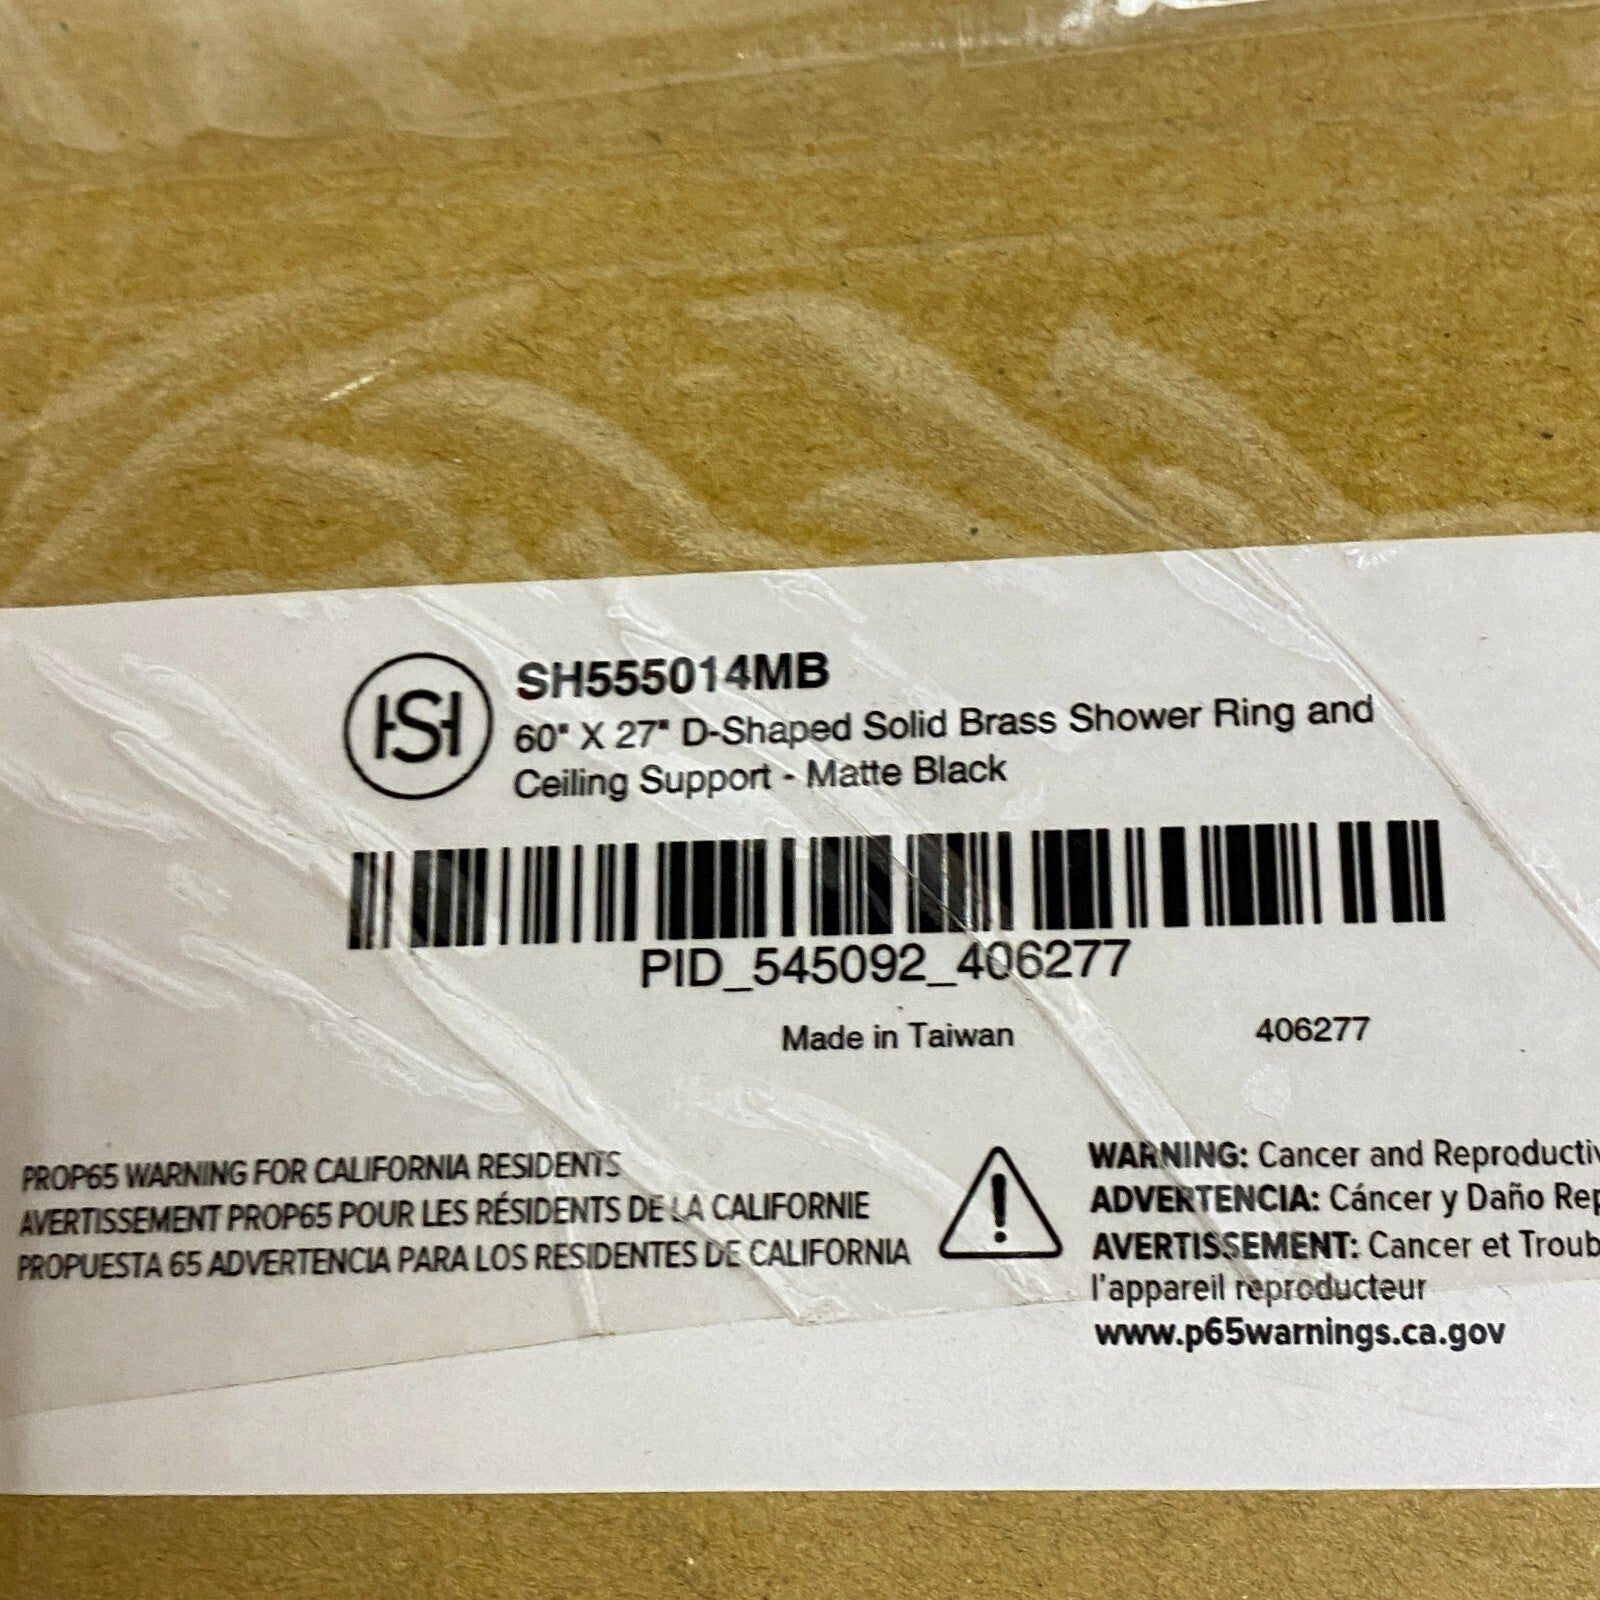 SH
SH555014MB
60" X 27" D-Shaped Solid Brass Shower Ring and
Ceiling Support - Matte Black
PID_545092_406277
Made in Taiwan
406277
PROP65 WARNING FOR CALIFORNIA RESIDENTS
AVERTISSEMENT PROP65 POUR LES RÉSIDENTS DE LA CALIFORNIE
PROPUESTA 65 ADVERTENCIA PARA LOS RESIDENTES DE CALIFORNIA
WARNING: Cancer and Reproductiv
ADVERTENCIA: Cáncer y Daño Rep
AVERTISSEMENT: Cancer et Troub
l'appareil reproducteur
www.p65warnings.ca.gov